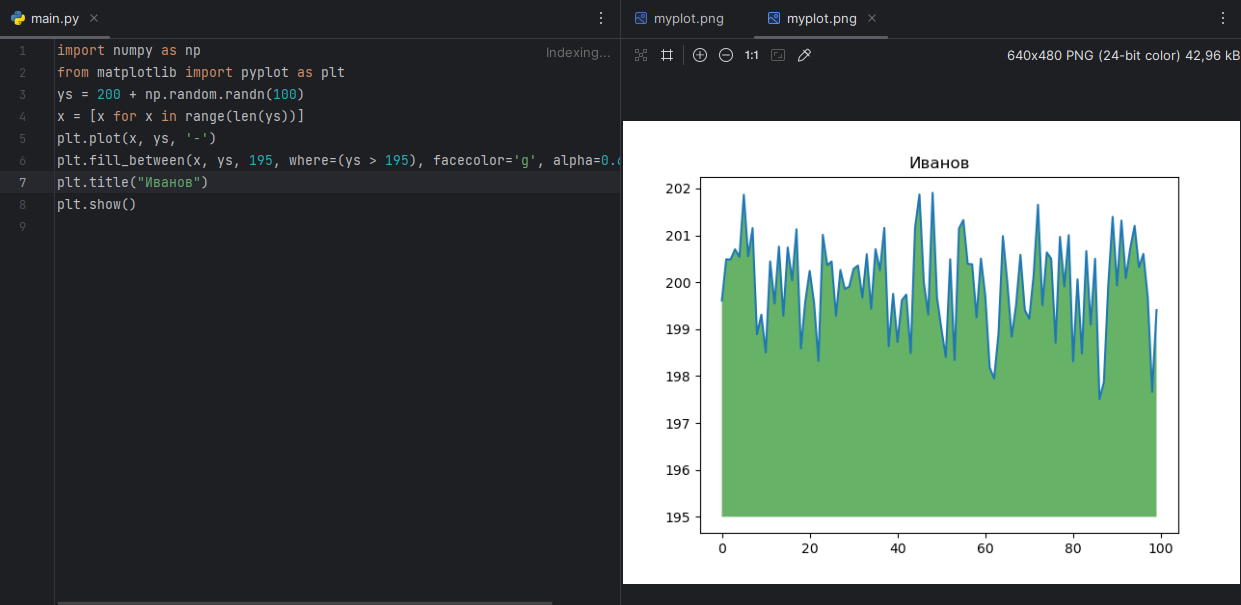 main.py
myplot.png
myplot.png
1 import numpy as np
Indexing...
2 from matplotlib import pyplot as plt
3 ys = 200 + np.random.randn(100)
4 x = [x for x in range(len(ys))]
5 plt.plot(x, ys, '-')
6 plt.fill_between(x, ys, 195, where=(ys > 195), facecolor='g', alpha=0.6
7 plt.title("Иванов")
8 plt.show()
9
1:1
640x480 PNG (24-bit color) 42,96 kB
Иванов
202
201
200
199
198
197
196
195
0 20 40 60 80 100